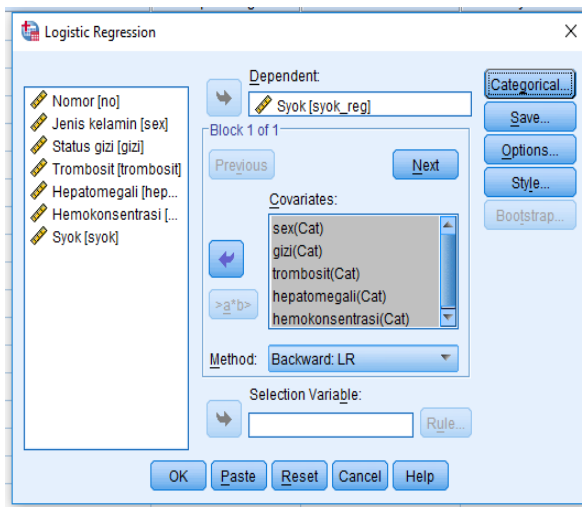 Logistic Regression
Nomor [no]
Jenis kelamin [sex]
Status gizi [gizi]
Trombosit [trombosit]
Hepatomegali [hep...
Hemokonsentrasi [...
Syok [syok]
Dependent:
Syok [syok_reg]
Block 1 of 1
Previous
Next
Covariates:
sex(Cat)
gizi(Cat)
trombosit(Cat)
hepatomegali(Cat)
hemokonsentrasi(Cat)
>a*b>
Method:
Backward: LR
Selection Variable:
Rule...
Categorical...
Save...
Options...
Style...
Bootstrap...
OK
Paste
Reset
Cancel
Help